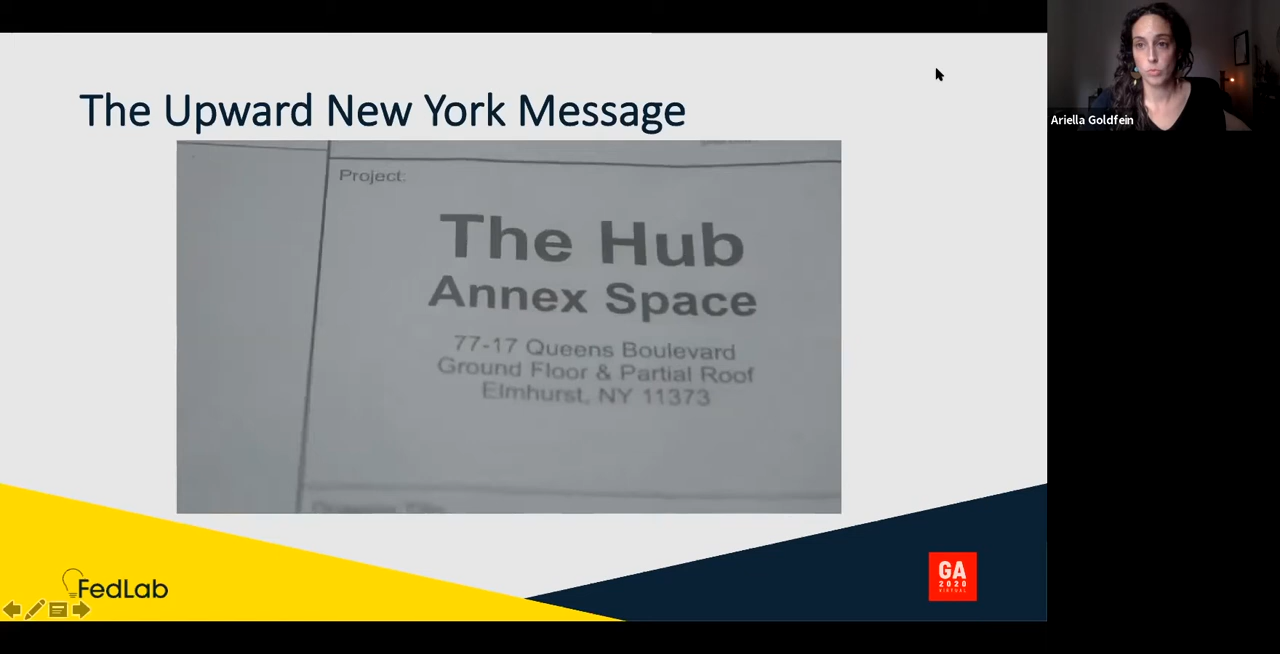 The Upward New York Message
Project:
The Hub
Annex Space
77-17 Queens Boulevard
Ground Floor & Partial Roof
Elmhurst, NY 11373
FedLab
GA
2020
VIRTUAL
Ariella Goldfein